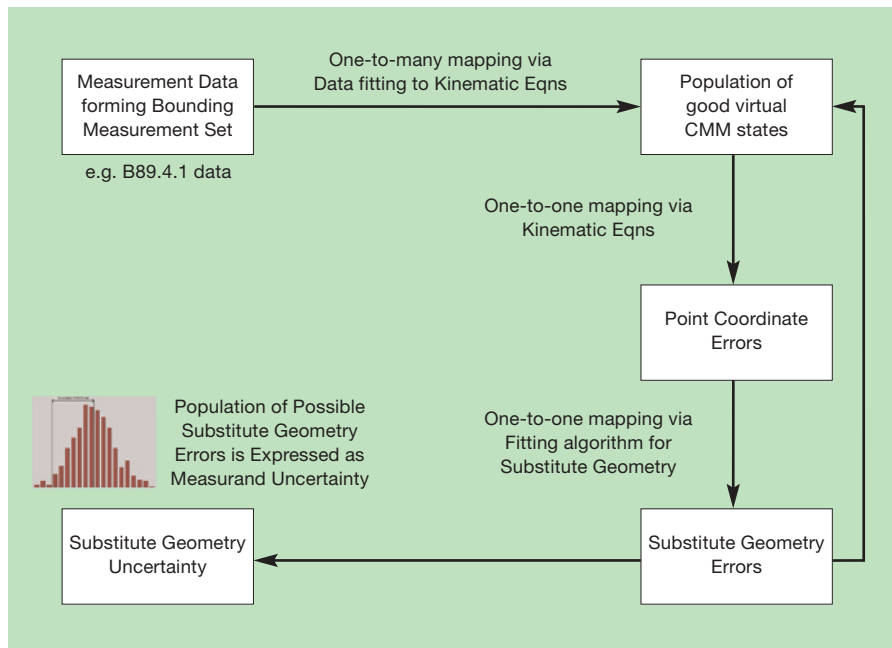 One-to-many mapping via
Data fitting to Kinematic Eqns
Measurement Data
forming Bounding
Measurement Set
e.g. B89.4.1 data
Population of
good virtual
CMM states
One-to-one mapping via
Kinematic Eqns
Point Coordinate
Errors
One-to-one mapping via
Fitting algorithm for
Substitute Geometry
Population of Possible
Substitute Geometry
Errors is Expressed as
Measurand Uncertainty
Substitute Geometry
Uncertainty
Substitute Geometry
Errors